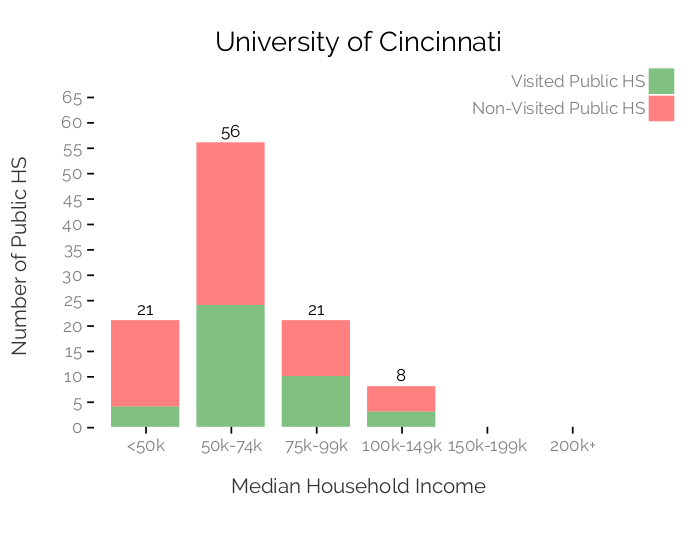 University of Cincinnati
Visited Public HS
Non-Visited Public HS
Number of Public HS
65
60
55
50
45
40
35
30
25
20
15
10
5
0
21
56
21
8
<50k
50k-74k
75k-99k
100k-149k
150k-199k
200k+
Median Household Income